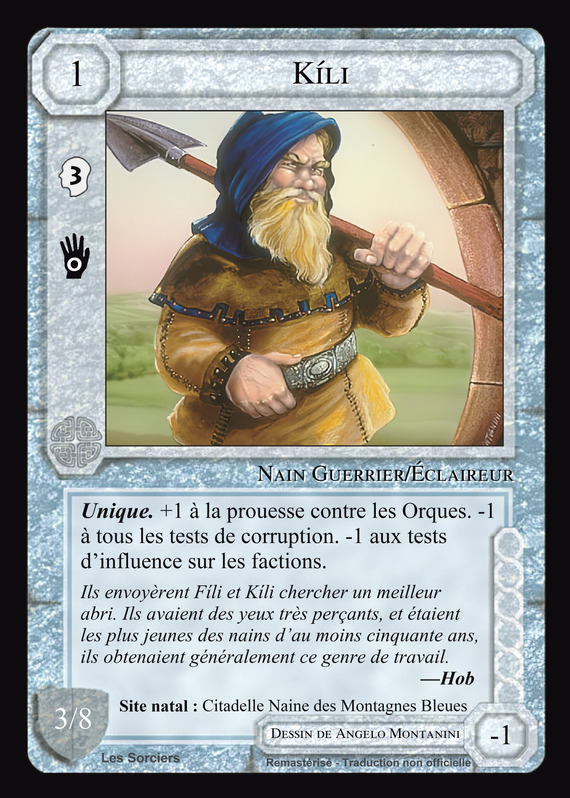 1
Kíli
3
0
Nain Guerrier/Éclaireur
Unique. +1 à la prouesse contre les Orques. -1
à tous les tests de corruption. -1 aux tests
d'influence sur les factions.
Ils envoyèrent Fíli et Kíli chercher un meilleur
abri. Ils avaient des yeux très perçants, et étaient
les plus jeunes des nains d'au moins cinquante ans,
ils obtenaient généralement ce genre de travail.
—Hob
Site natal : Citadelle Naine des Montagnes Bleues
3/8
Dessin de Angelo Montanini
-1
Les Sorciers
Remastérisé - Traduction non officielle